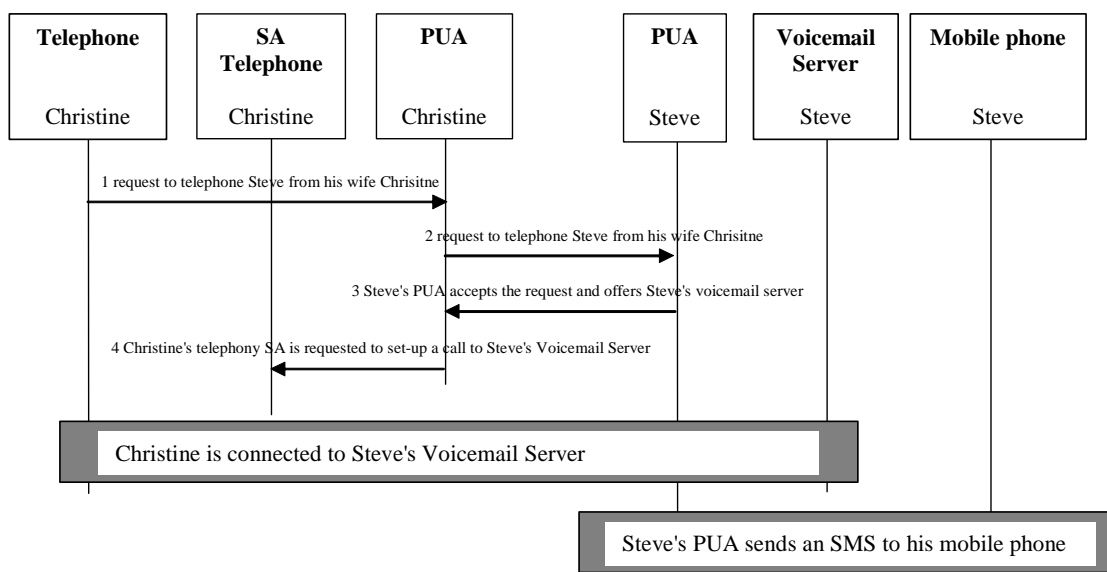 Telephone
Christine
SA
Telephone
Christine
PUA
Christine
PUA
Steve
Voicemail
Server
Steve
Mobile phone
Steve
1 request to telephone Steve from his wife Chrisitne
2 request to telephone Steve from his wife Chrisitne
3 Steve's PUA accepts the request and offers Steve's voicemail server
4 Christine's telephony SA is requested to set-up a call to Steve's Voicemail Server
Christine is connected to Steve's Voicemail Server
Steve's PUA sends an SMS to his mobile phone